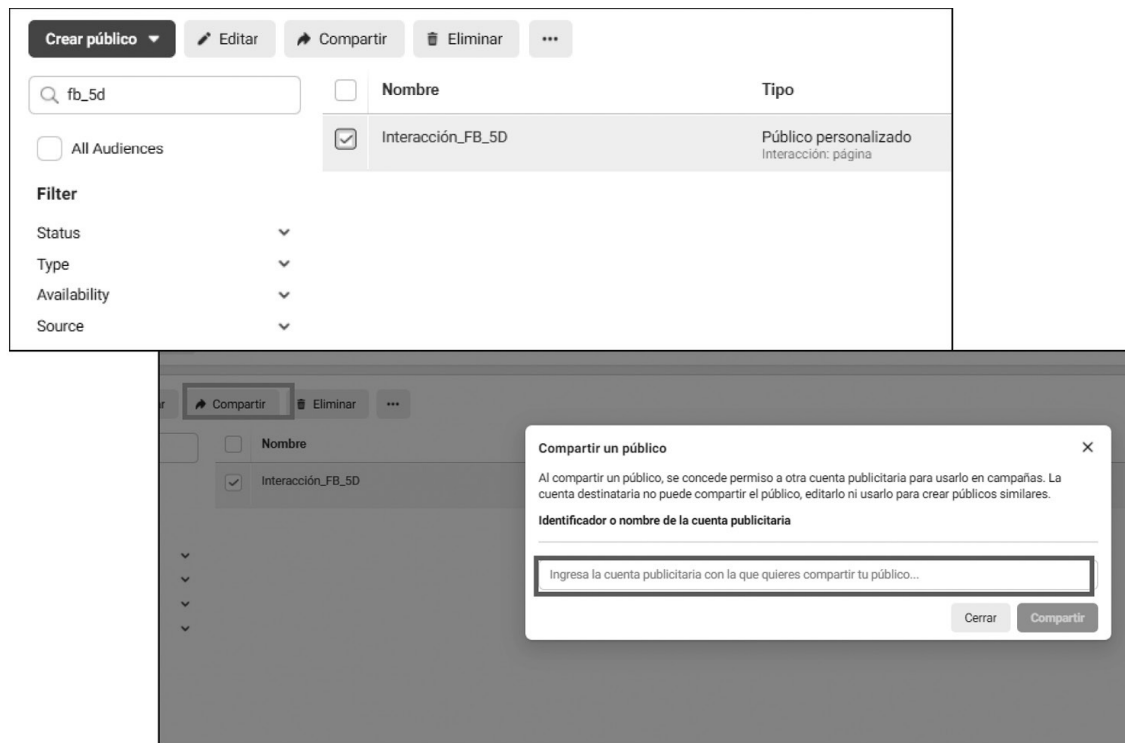 Crear público Editar Compartir Eliminar ...
fb_5d Nombre Tipo
All Audiences Interacción_FB_5D Público personalizado
Interacción: página
Filter
Status
Type
Availability
Source
r Compartir Eliminar ...
Nombre
Interacción_FB_5D
Compartir un público
Al compartir un público, se concede permiso a otra cuenta publicitaria para usarlo en campañas. La
cuenta destinataria no puede compartir el público, editarlo ni usarlo para crear públicos similares.
Identificador o nombre de la cuenta publicitaria
Ingresa la cuenta publicitaria con la que quieres compartir tu público...
Cerrar Compartir